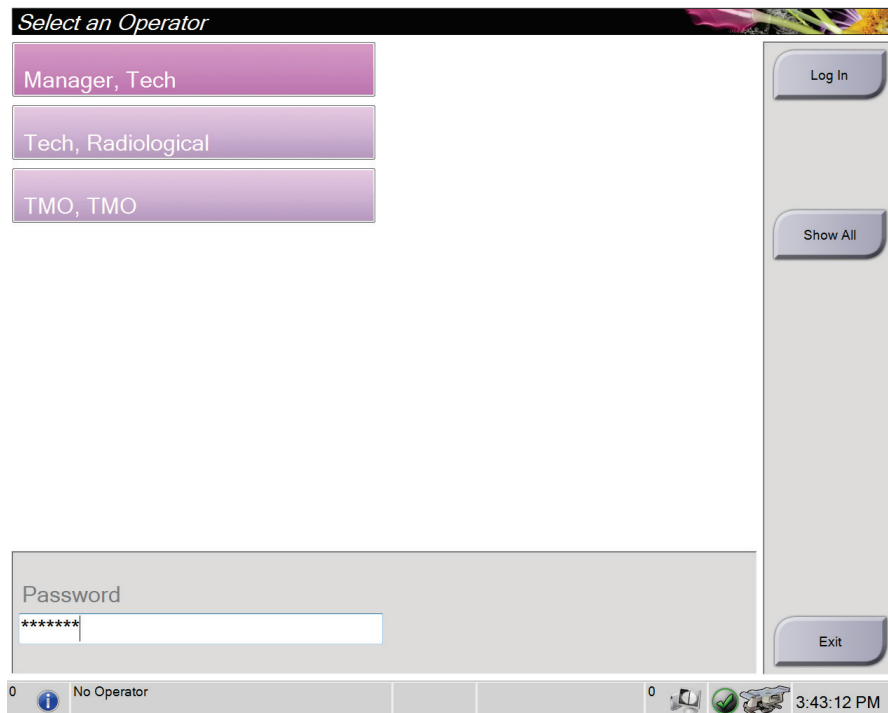 Select an Operator
Manager, Tech
Log In
Tech, Radiological
TMO, TMO
Show All
Password
*******
Exit
0 No Operator 0 3:43:12 PM